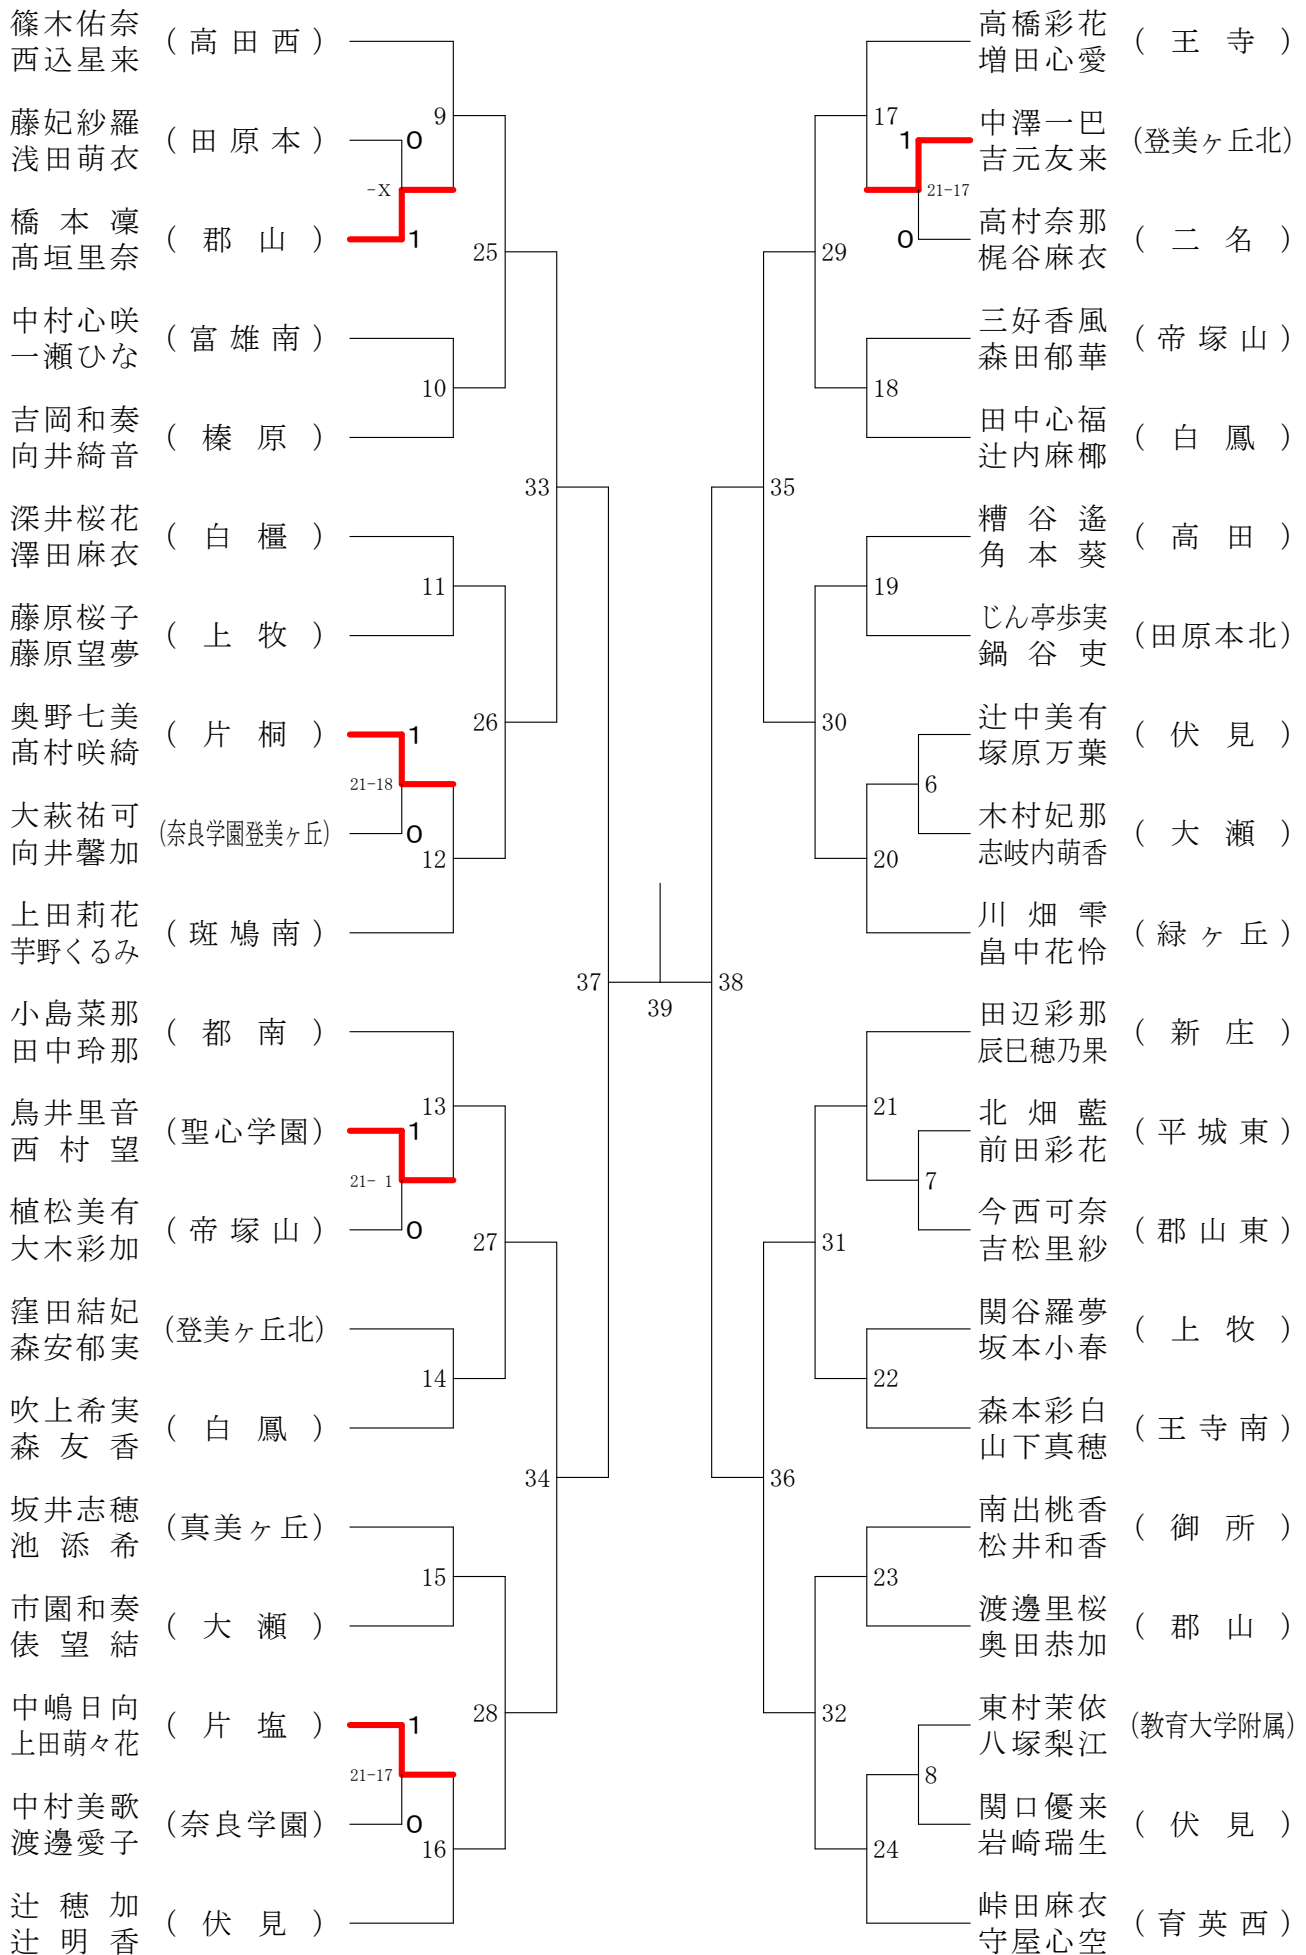 篠木佑奈
西込星来
(高田西)
藤妃紗羅
浅田萌衣
(田原本)
0
9
-X
橋本凜
髙垣里奈
(郡山)
1
25
中村心咲
一瀬ひな
(富雄南)
10
吉岡和奏
向井綺音
(榛原)
33
深井桜花
澤田麻衣
(白橿)
11
藤原桜子
藤原望夢
(上牧)
26
奥野七美
髙村咲綺
(片桐)
1
21-18
大萩祐可
向井馨加
(奈良学園登美ヶ丘)
0
12
上田莉花
芋野くるみ
(斑鳩南)
37
小島菜那
田中玲那
(都南)
13
鳥井里音
西村望
(聖心学園)
1
21- 1
植松美有
大木彩加
(帝塚山)
0
27
窪田結妃
森安郁実
(登美ヶ丘北)
14
吹上希実
森友香
(白鳳)
34
坂井志穂
池添希
(真美ヶ丘)
15
市園和奏
俵望結
(大瀬)
28
中嶋日向
上田萌々花
(片塩)
1
21-17
中村美歌
渡邊愛子
(奈良学園)
0
16
辻穂加
辻明香
(伏見)
39
高橋彩花
増田心愛
(王寺)
17
中澤一巴
吉元友来
(登美ヶ丘北)
1
21-17
高村奈那
梶谷麻衣
(二名)
0
29
三好香風
森田郁華
(帝塚山)
18
田中心福
辻内麻椰
(白鳳)
35
糟谷遙
角本葵
(高田)
19
じん亭歩実
鍋谷吏
(田原本北)
30
辻中美有
塚原万葉
(伏見)
6
木村妃那
志岐内萌香
(大瀬)
20
川畑雫
畠中花怜
(緑ヶ丘)
38
田辺彩那
辰巳穂乃果
(新庄)
21
北畑藍
前田彩花
(平城東)
7
今西可奈
吉松里紗
(郡山東)
31
関谷羅夢
坂本小春
(上牧)
22
森本彩白
山下真穂
(王寺南)
36
南出桃香
松井和香
(御所)
23
渡邊里桜
奥田恭加
(郡山)
32
東村茉依
八塚梨江
(教育大学附属)
8
関口優来
岩崎瑞生
(伏見)
24
峠田麻衣
守屋心空
(育英西)